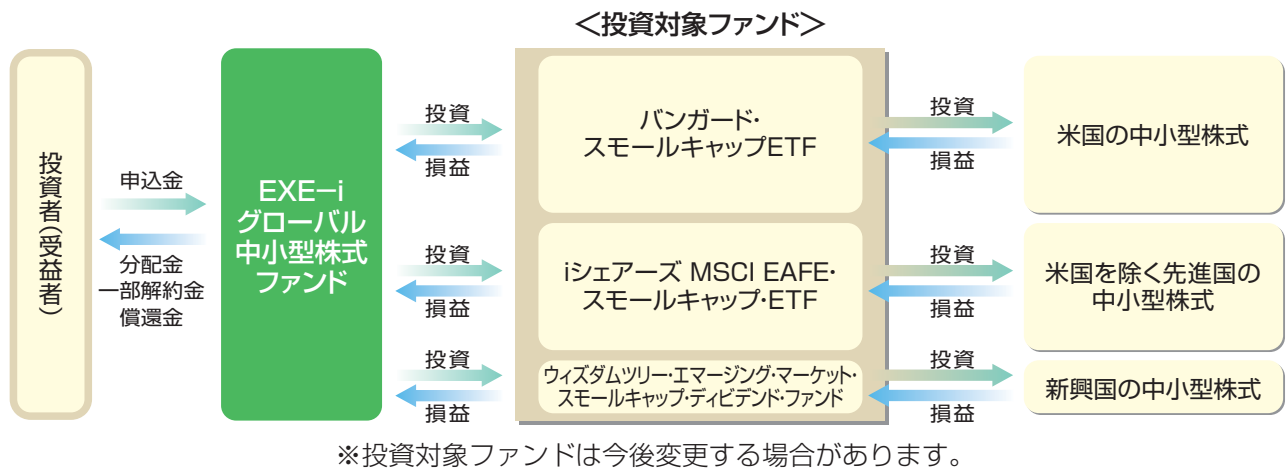 ＜投資対象ファンド＞
投資者(受益者)
申込金
分配金
一部解約金
償還金
EXE－i
グローバル
中小型株式
ファンド
投資
損益
バンガード・
スモールキャップETF
投資
損益
米国の中小型株式
投資
損益
iシェアーズ MSCI EAFE・
スモールキャップ・ETF
投資
損益
米国を除く先進国の
中小型株式
投資
損益
ウィズダムツリー・エマージング・マーケット・
スモールキャップ・ディビデンド・ファンド
投資
損益
新興国の中小型株式
※投資対象ファンドは今後変更する場合があります。